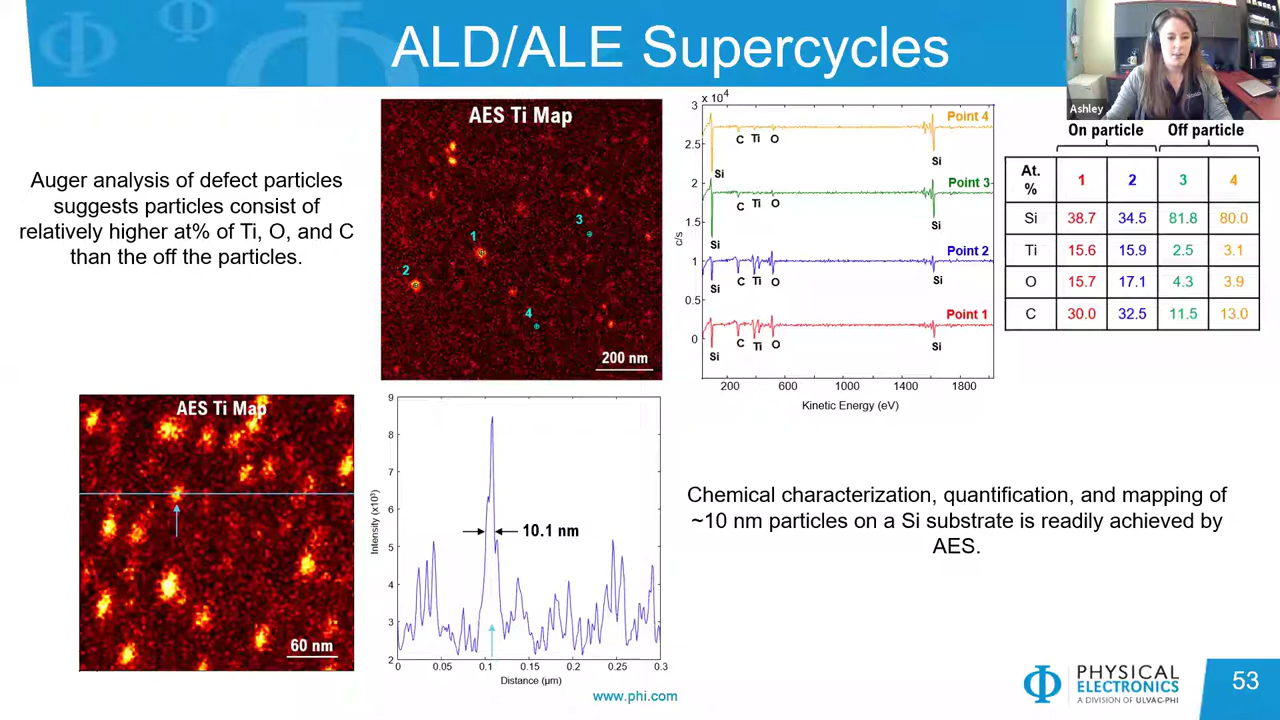 ALD/ALE Supercycles
Ashley
Auger analysis of defect particles
suggests particles consist of
relatively higher at% of Ti, O, and C
than the off the particles.
AES Ti Map
1
2
3
4
200 nm
x 10⁴
3
2.5
2
1.5
1
0.5
0
c/s
Point 4
C Ti O
Si
Si
Point 3
C Ti O
Si
Si
Point 2
C Ti O
Si
Si
Point 1
C Ti O
Si
Si
200 600 1000 1400 1800
Kinetic Energy (eV)
On particle Off particle
At. % 1 2 3 4
Si 38.7 34.5 81.8 80.0
Ti 15.6 15.9 2.5 3.1
O 15.7 17.1 4.3 3.9
C 30.0 32.5 11.5 13.0
AES Ti Map
60 nm
9
8
7
6
5
4
3
2
Intensity (x10³)
10.1 nm
0 0.05 0.1 0.15 0.2 0.25 0.3
Distance (µm)
Chemical characterization, quantification, and mapping of
~10 nm particles on a Si substrate is readily achieved by
AES.
www.phi.com
PHYSICAL
ELECTRONICS
A DIVISION OF ULVAC-PHI
53